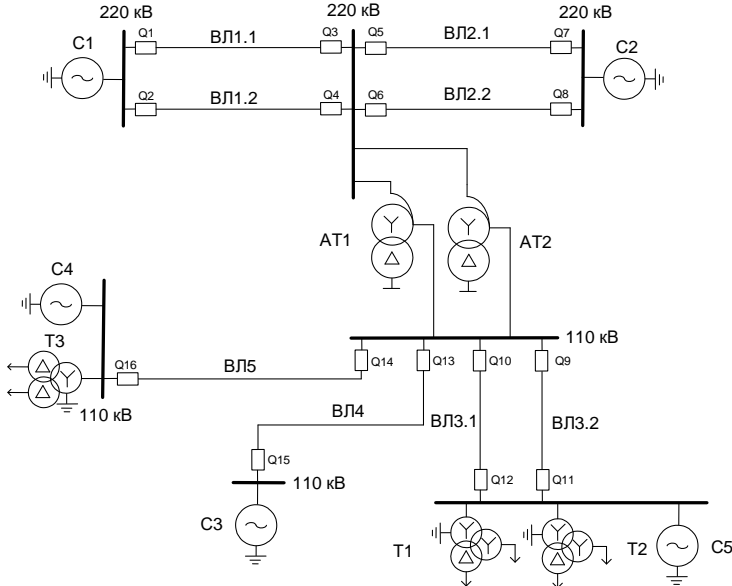 220 кВ
220 кВ
220 кВ
С1
Q1
ВЛ1.1
Q3
Q5
ВЛ2.1
Q7
С2
Q2
ВЛ1.2
Q4
Q6
ВЛ2.2
Q8
АТ1
АТ2
С4
Т3
Q16
ВЛ5
110 кВ
110 кВ
Q14
Q13
Q10
Q9
ВЛ4
ВЛ3.1
ВЛ3.2
Q15
110 кВ
Q12
Q11
С3
Т1
Т2
С5